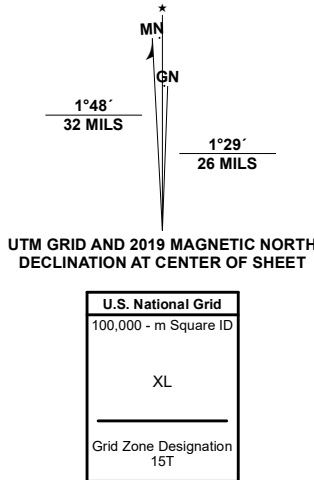 MN
GN
1°48´
32 MILS
1°29´
26 MILS
UTM GRID AND 2019 MAGNETIC NORTH
DECLINATION AT CENTER OF SHEET
U.S. National Grid
100,000 - m Square ID
XL
Grid Zone Designation
15T